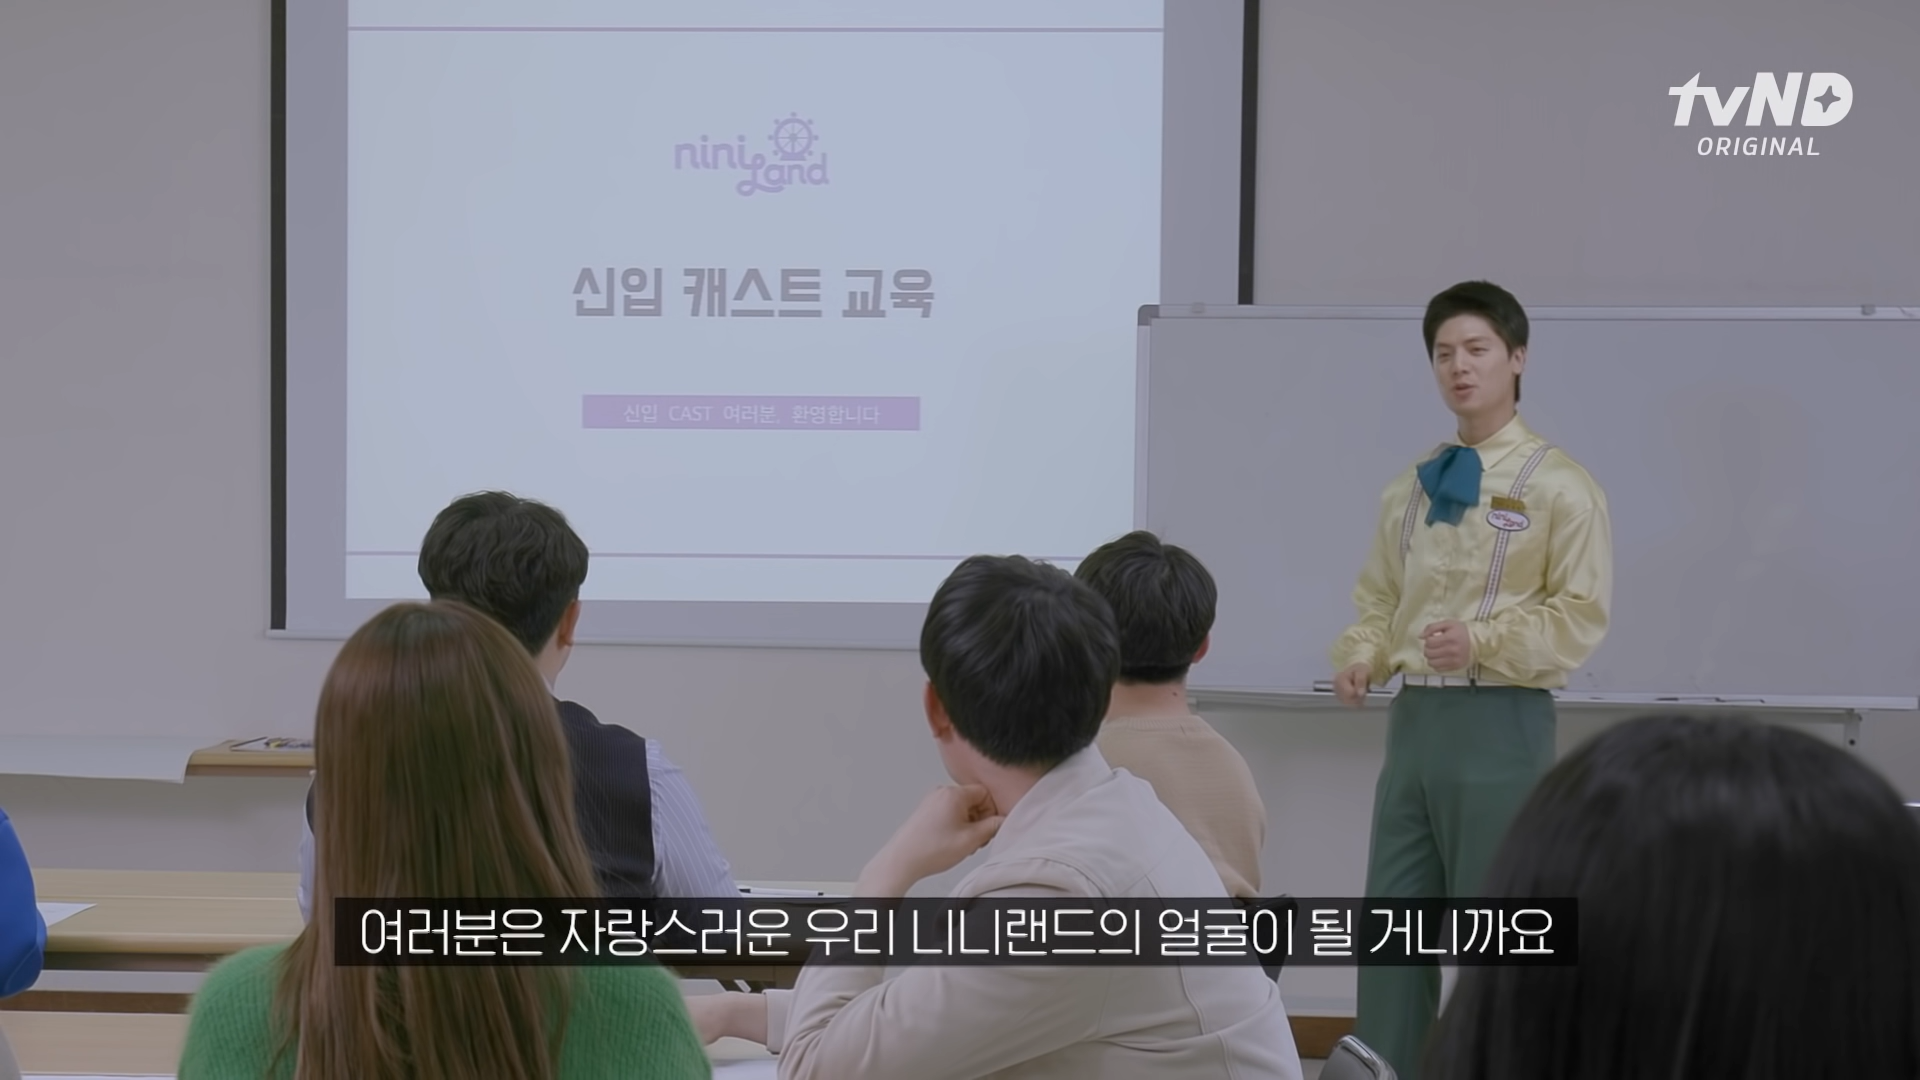 tvND
ORIGINAL
nini Land
신입 캐스트 교육
신입 CAST 여러분, 환영합니다
nini Land
여러분은 자랑스러운 우리 니니랜드의 얼굴이 될 거니까요